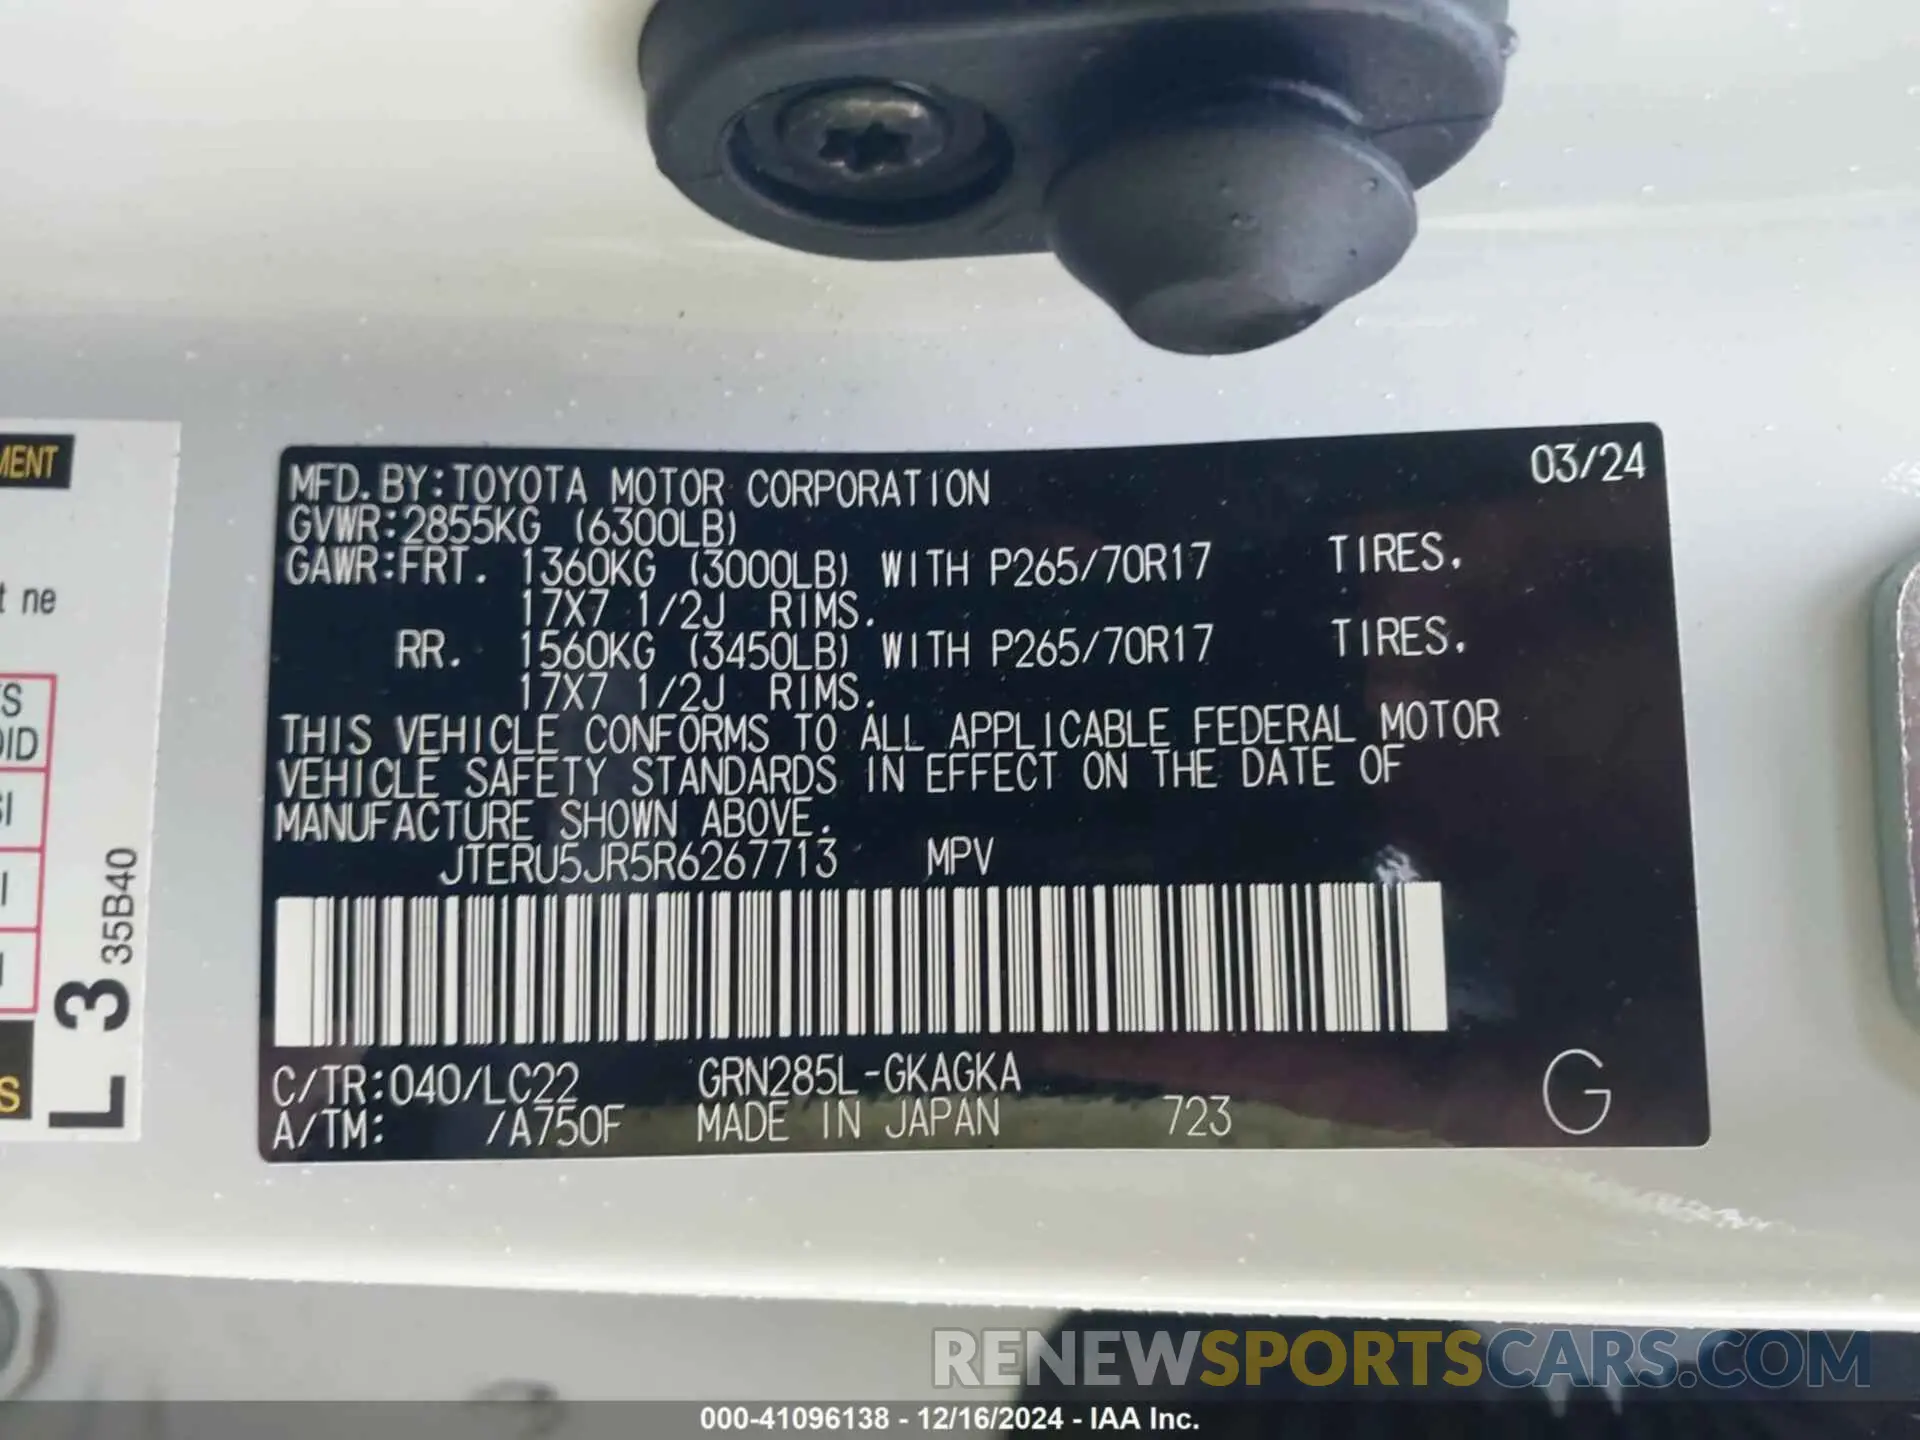 MFD.BY:TOYOTA MOTOR CORPORATION 03/24
GVWR:2855KG (6300LB)
GAWR:FRT. 1360KG (3000LB) WITH P265/70R17 TIRES.
17X7 1/2J RIMS.
RR. 1560KG (3450LB) WITH P265/70R17 TIRES.
17X7 1/2J RIMS.
THIS VEHICLE CONFORMS TO ALL APPLICABLE FEDERAL MOTOR
VEHICLE SAFETY STANDARDS IN EFFECT ON THE DATE OF
MANUFACTURE SHOWN ABOVE.
JTERU5JR5R6267713 MPV
C/TR:040/LC22 GRN285L-GKAGKA
A/TM: /A750F MADE IN JAPAN 723 G
L 3 35B40
MENT
t ne
RENEWSPORTSCARS.COM
000-41096138 - 12/16/2024 - IAA Inc.